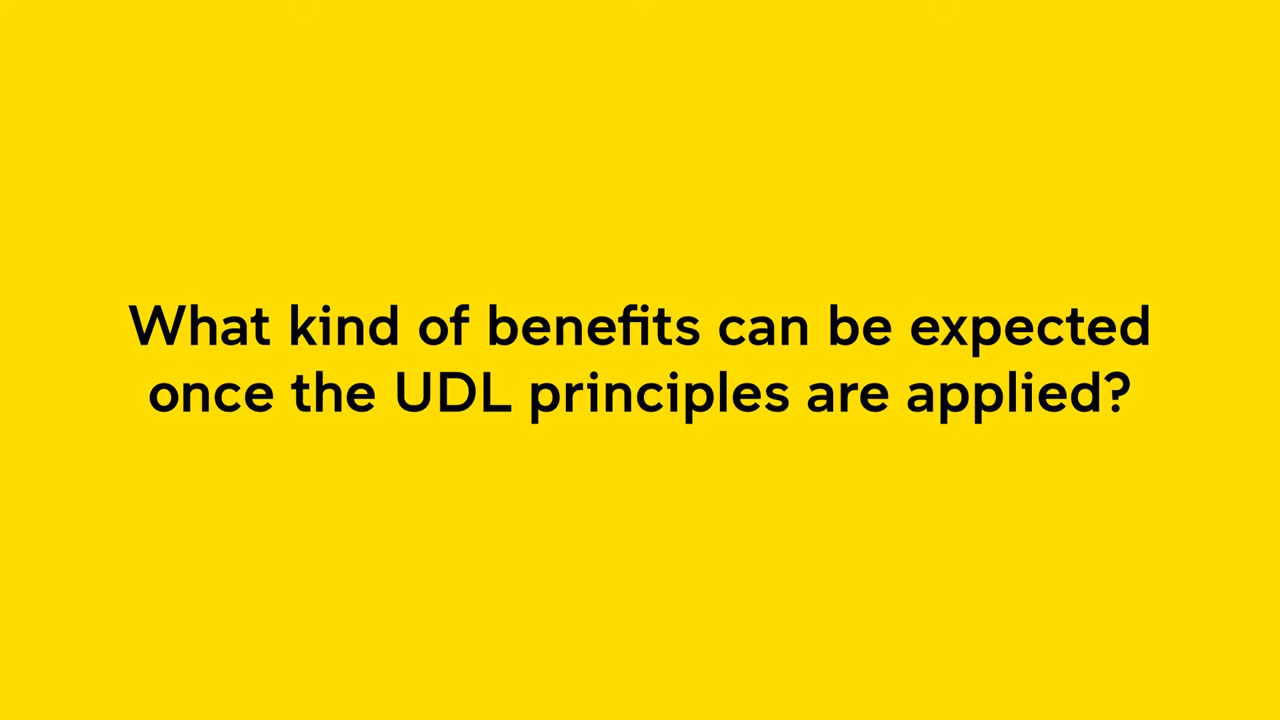 What kind of benefits can be expected
once the UDL principles are applied?